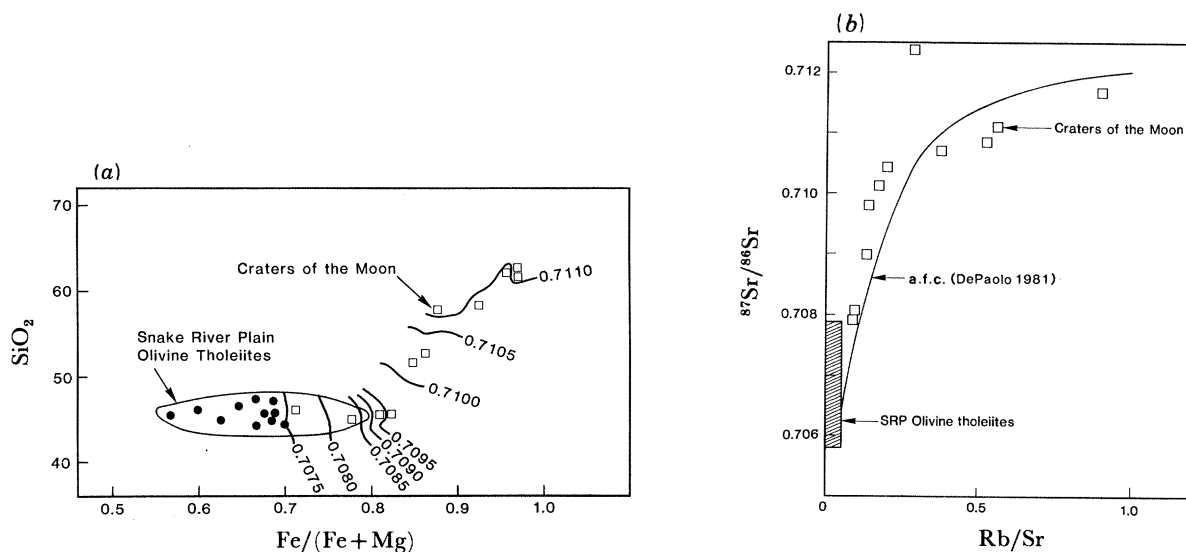 (a)
SiO2
70
60
50
40
Craters of the Moon
0.7110
Snake River Plain
Olivine Tholeiites
0.7105
0.7100
0.7095
0.7090
0.7085
0.7080
0.7075
0.5 0.6 0.7 0.8 0.9 1.0
Fe/(Fe+Mg)
(b)
87Sr/86Sr
0.712
0.710
0.708
0.706
Craters of the Moon
a.f.c. (DePaolo 1981)
SRP Olivine tholeiites
0 0.5 1.0
Rb/Sr